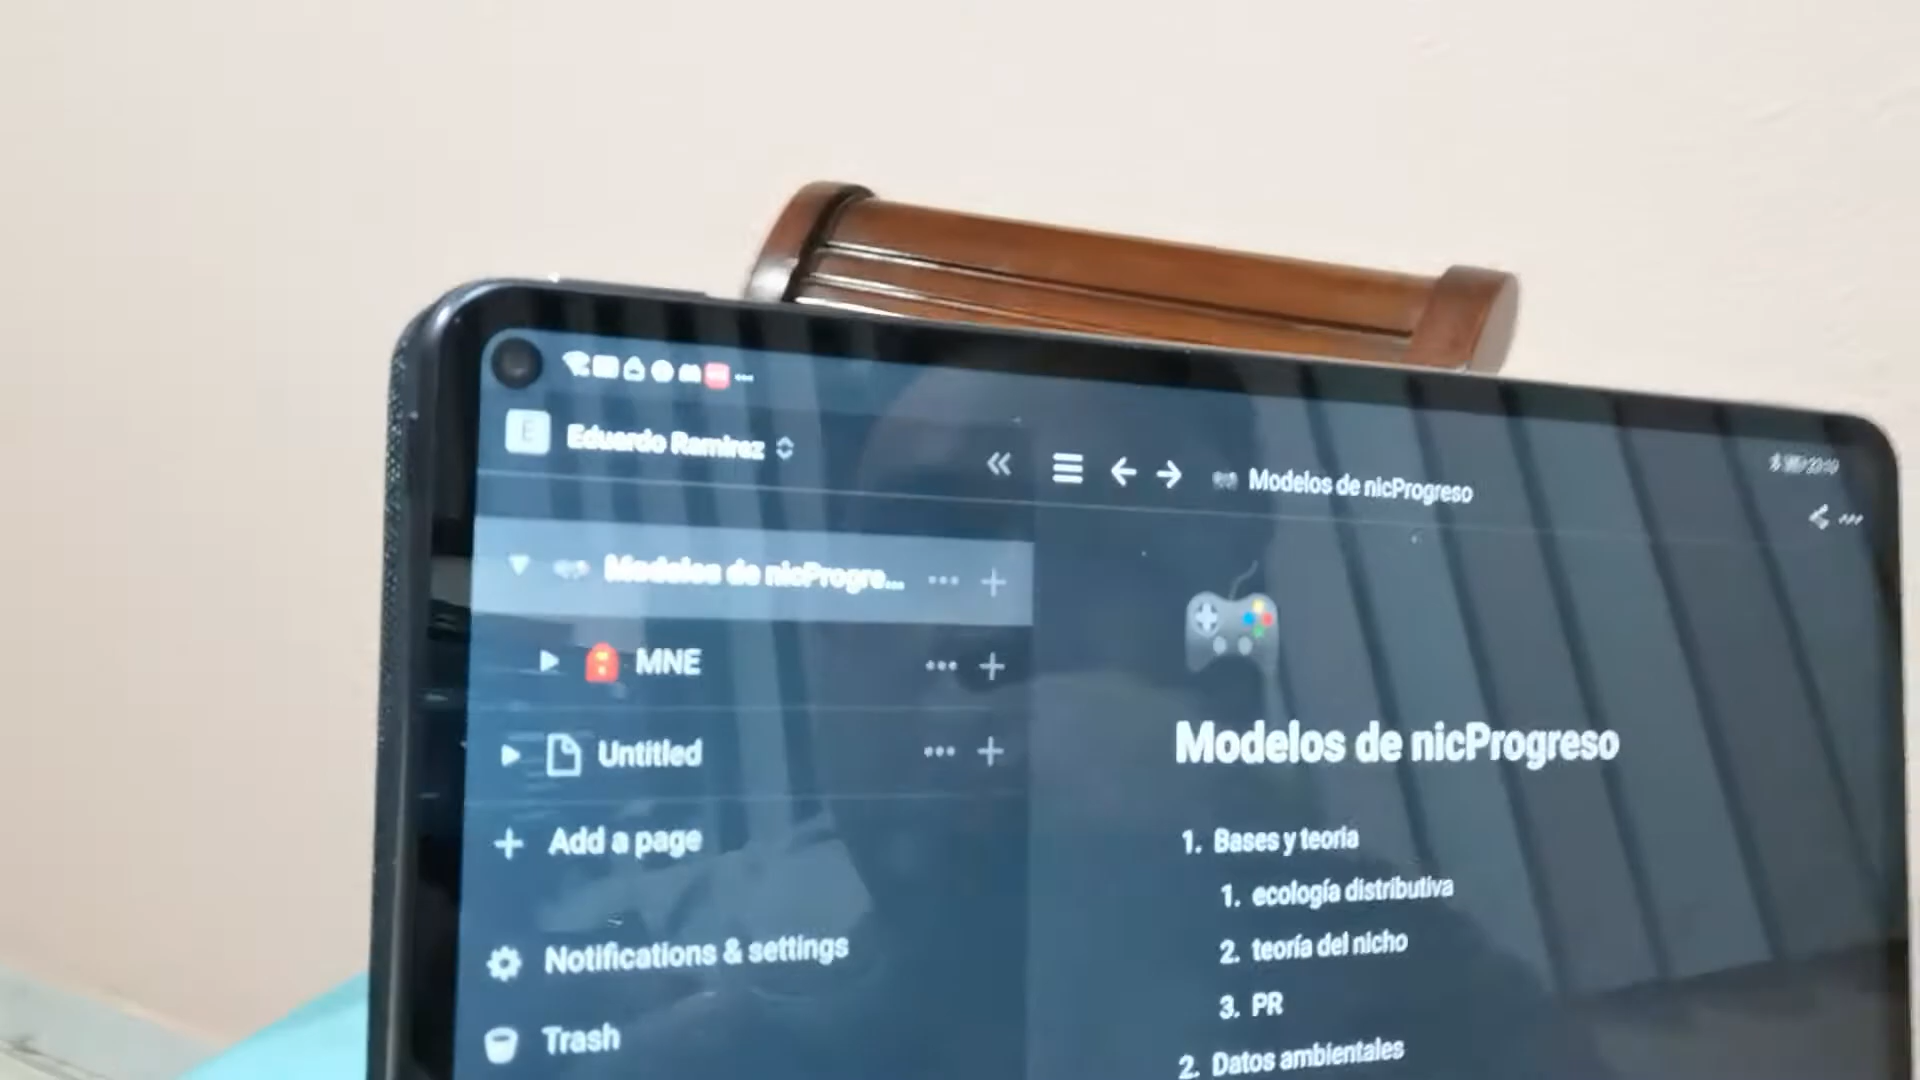 E Eduardo Ramirez
Modelos de nicProgreso
Modelos de nicProgre...
MNE
Untitled
Add a page
Notifications & settings
Trash
Modelos de nicProgreso
1. Bases y teoria
1. ecología distributiva
2. teoría del nicho
3. PR
2. Datos ambientales